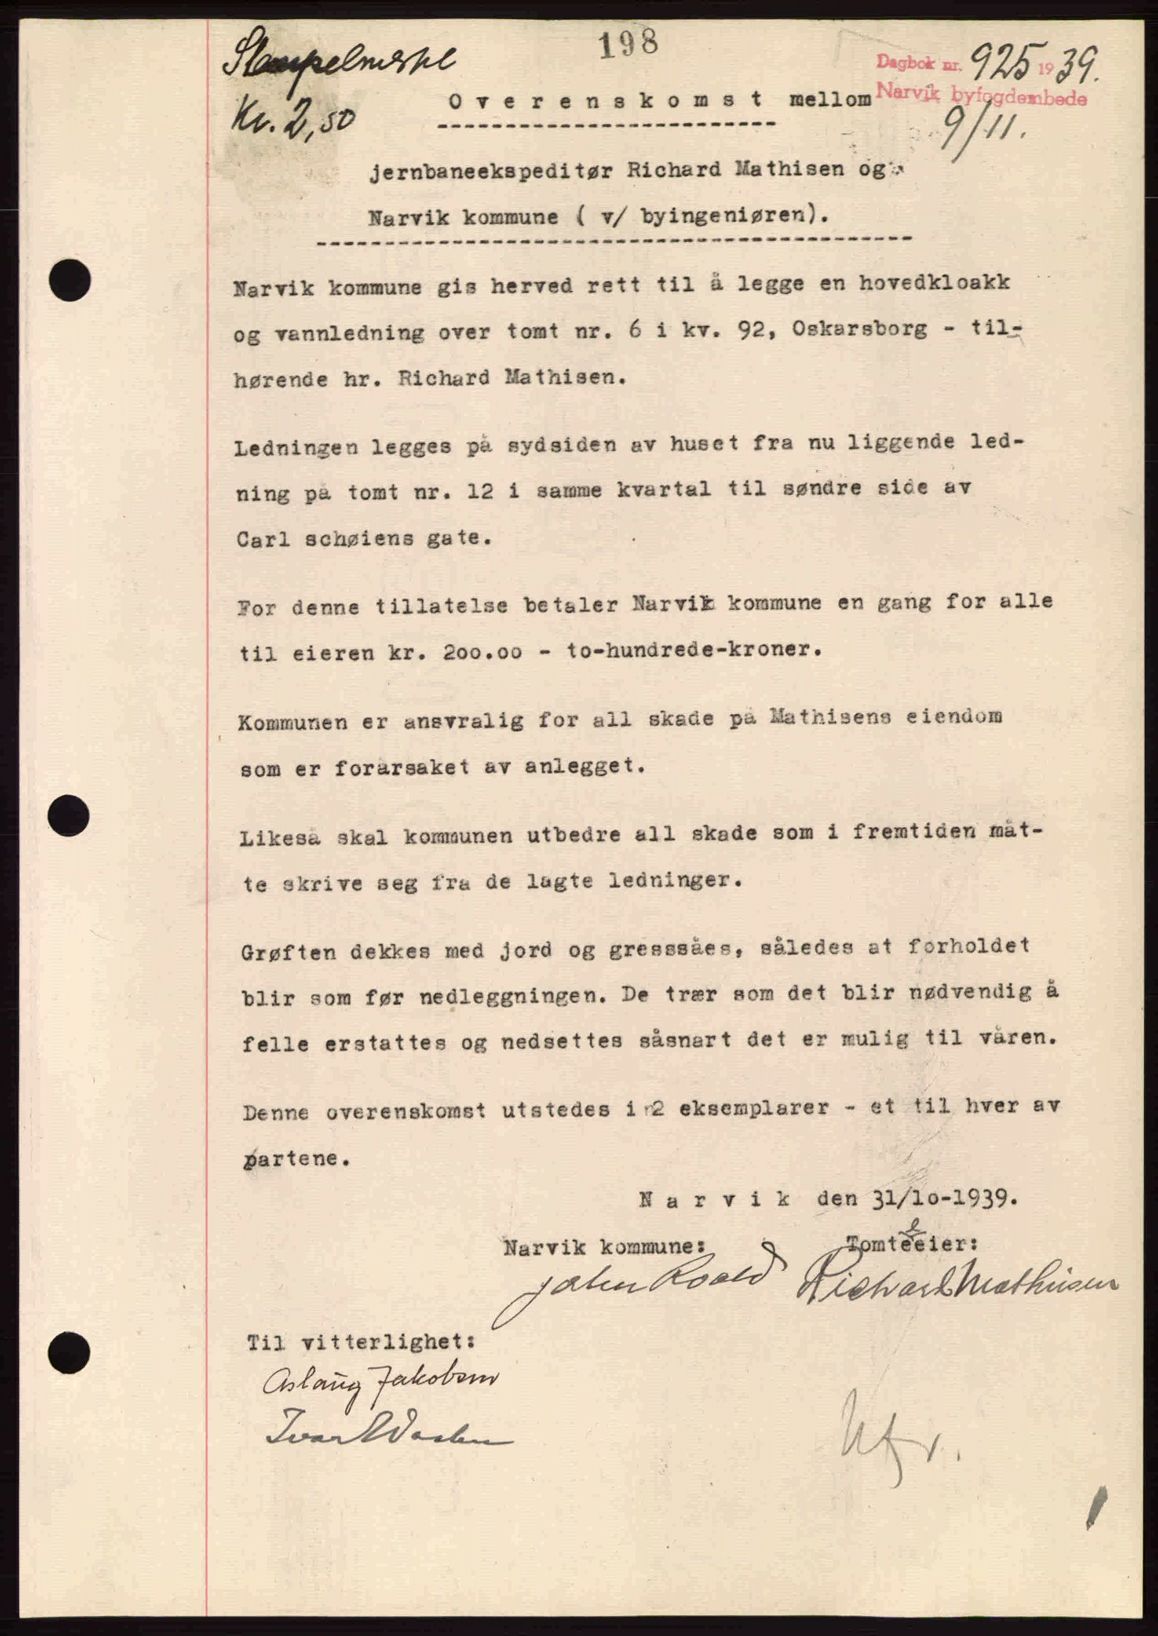 198
Stempelmerke
Kr. 2,50
Dagbok nr. 925 1939.
Narvik byfogdembede
9/11.
Overenskomst mellom
jernbaneekspeditør Richard Mathisen og
Narvik kommune ( v/ byingeniøren).
Narvik kommune gis herved rett til å legge en hovedkloakk
og vannledning over tomt nr. 6 i kv. 92, Oskarsborg - til-
hørende hr. Richard Mathisen.
Ledningen legges på sydsiden av huset fra nu liggende led-
ning på tomt nr. 12 i samme kvartal til søndre side av
Carl schøiens gate.
For denne tillatelse betaler Narvik kommune en gang for alle
til eieren kr. 200.00 - to-hundrede-kroner.
Kommunen er ansvralig for all skade på Mathisens eiendom
som er forårsaket av anlegget.
Likeså skal kommunen utbedre all skade som i fremtiden måt-
te skrive seg fra de lagte ledninger.
Grøften dekkes med jord og gresssåes, således at forholdet
blir som før nedleggningen. De trær som det blir nødvendig å
felle erstattes og nedsettes såsnart det er mulig til våren.
Denne overenskomst utstedes i 2 eksemplarer - et til hver av
partene.
Narvik den 31/10-1939.
Narvik kommune: Tomteeier:
John Roald Richard Mathisen
Til vitterlighet:
Aslaug Jakobsen
Ivar